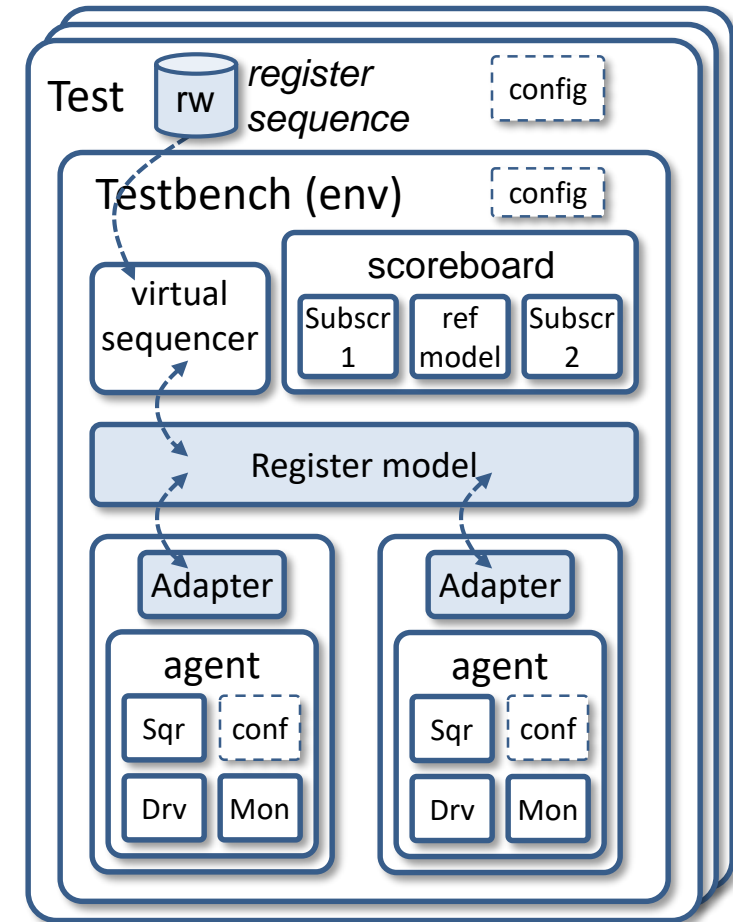 Test
rw
register
sequence
config
Testbench (env)
config
virtual
sequencer
scoreboard
Subscr
1
ref
model
Subscr
2
Register model
Adapter
agent
Sqr
conf
Drv
Mon
Adapter
agent
Sqr
conf
Drv
Mon